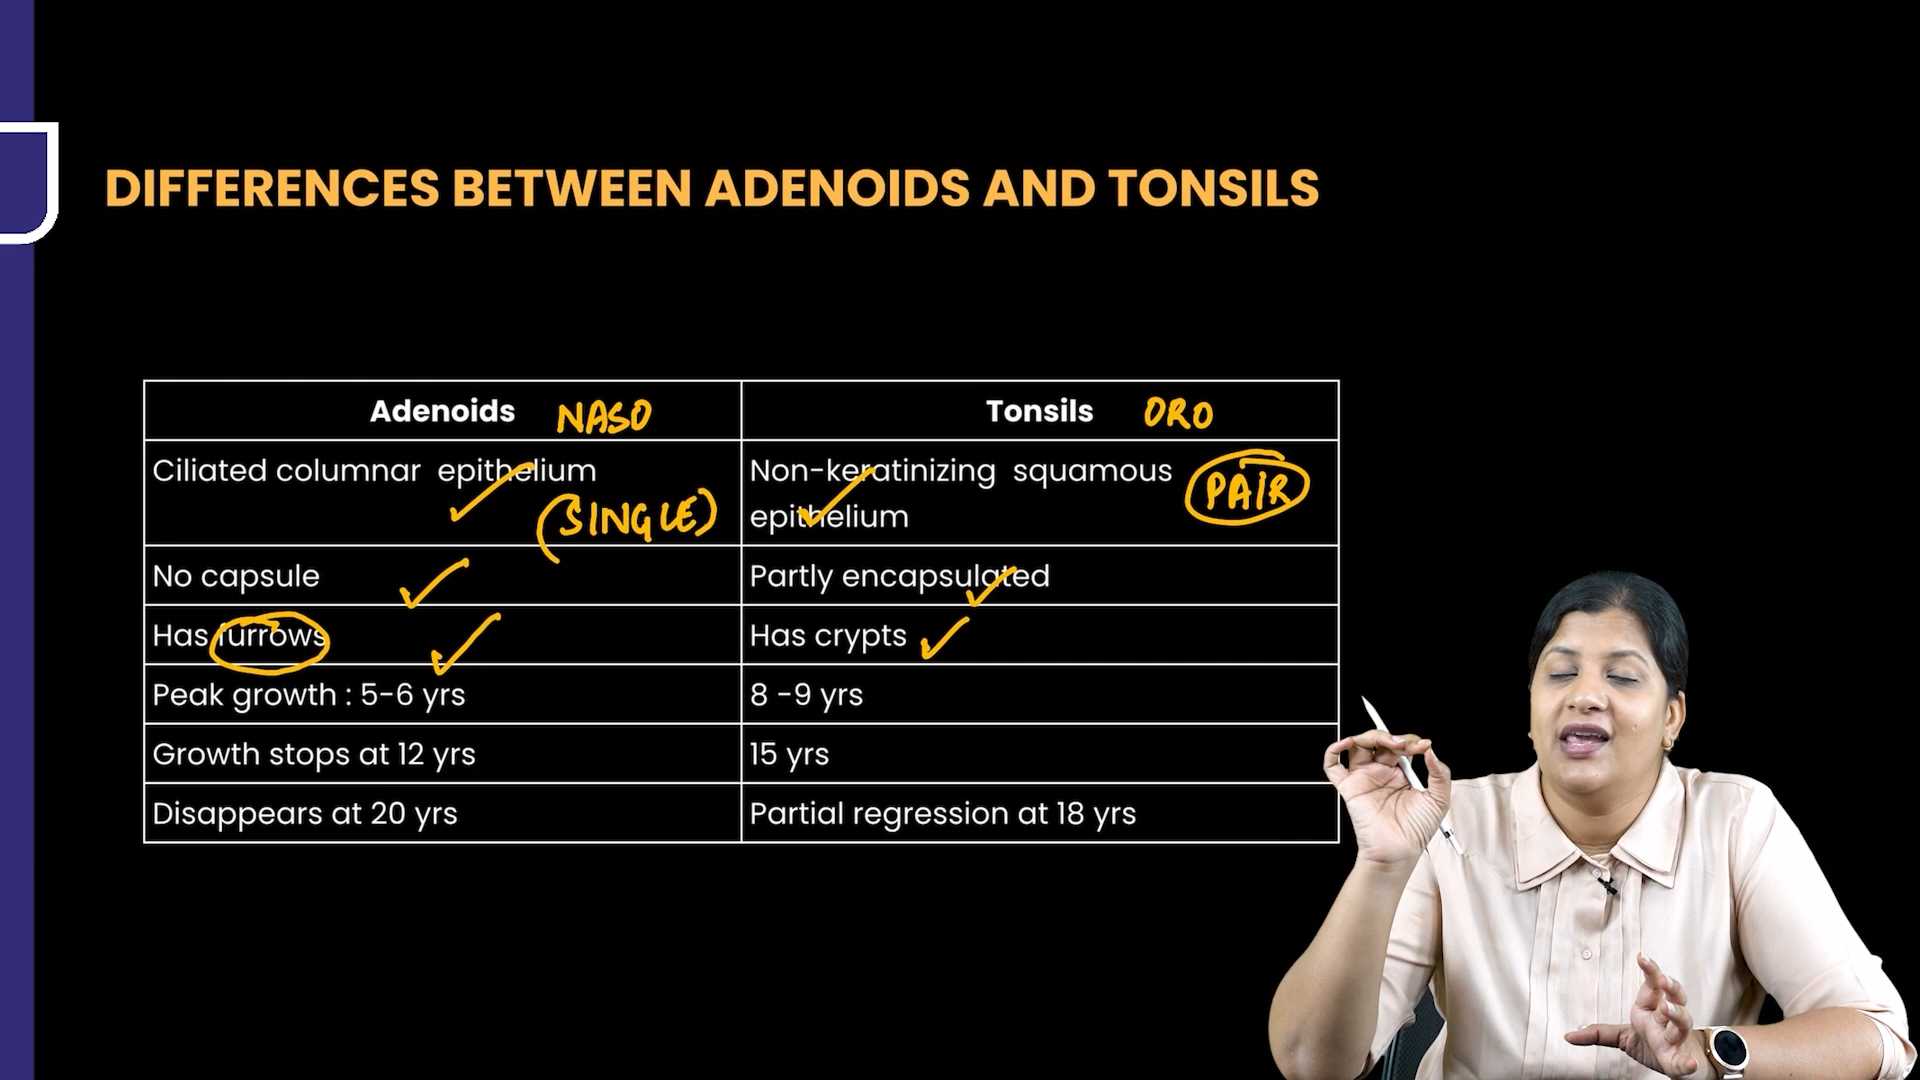 DIFFERENCES BETWEEN ADENOIDS AND TONSILS
Adenoids NASO
Tonsils ORO
Ciliated columnar epithelium
(SINGLE)
Non-keratinizing squamous
epithelium
PAIR
No capsule
Partly encapsulated
Has furrows
Has crypts
Peak growth : 5-6 yrs
8 -9 yrs
Growth stops at 12 yrs
15 yrs
Disappears at 20 yrs
Partial regression at 18 yrs